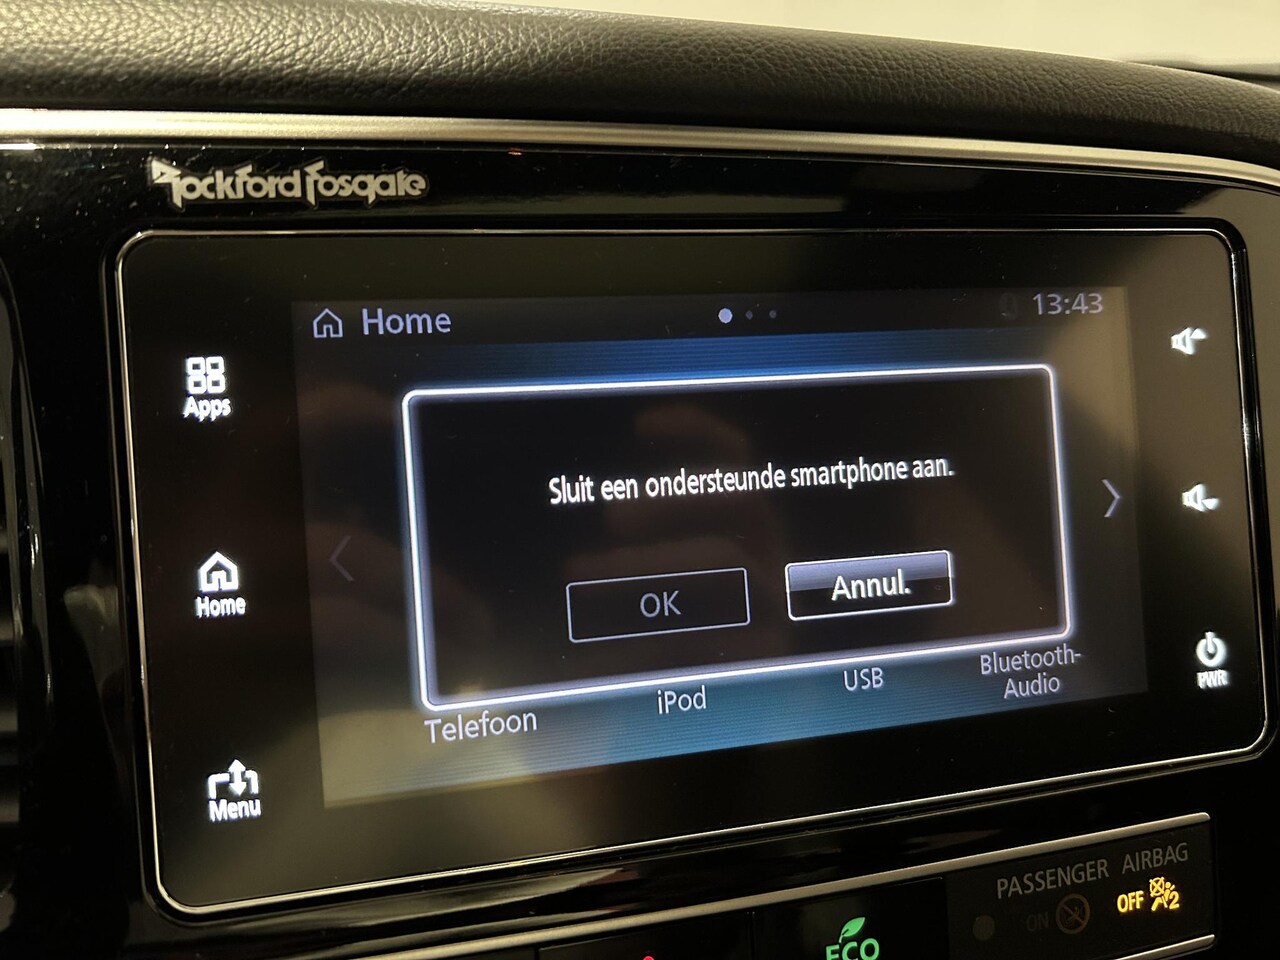 Rockford Fosgate
Home
13:43
Apps
Sluit een ondersteunde smartphone aan.
OK
Annul.
Home
Telefoon
iPod
USB
Bluetooth-
Audio
PWR
Menu
PASSENGER AIRBAG
ON
OFF
2
ECO